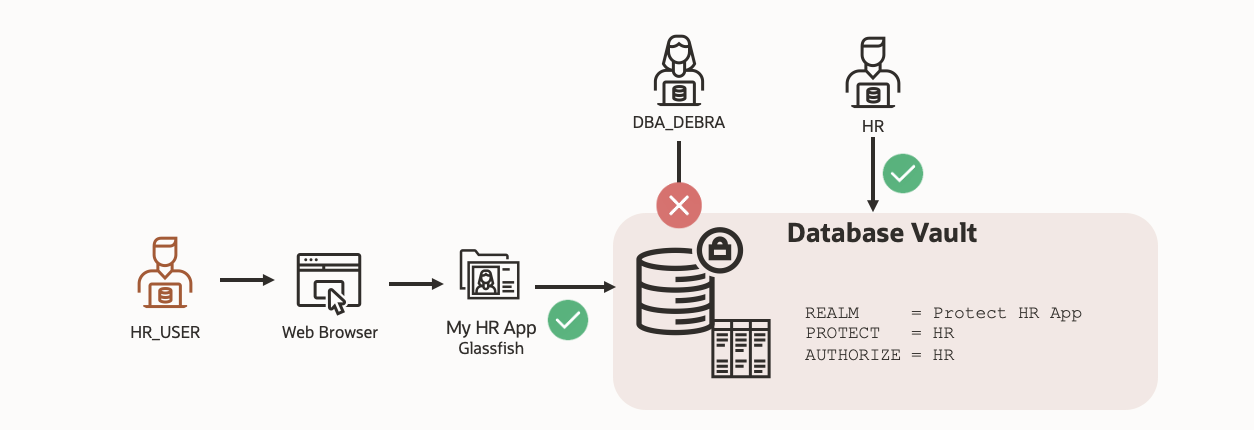 DBA_DEBRA
HR
Database Vault
HR_USER
Web Browser
My HR App
Glassfish
REALM     = Protect HR App
PROTECT   = HR
AUTHORIZE = HR